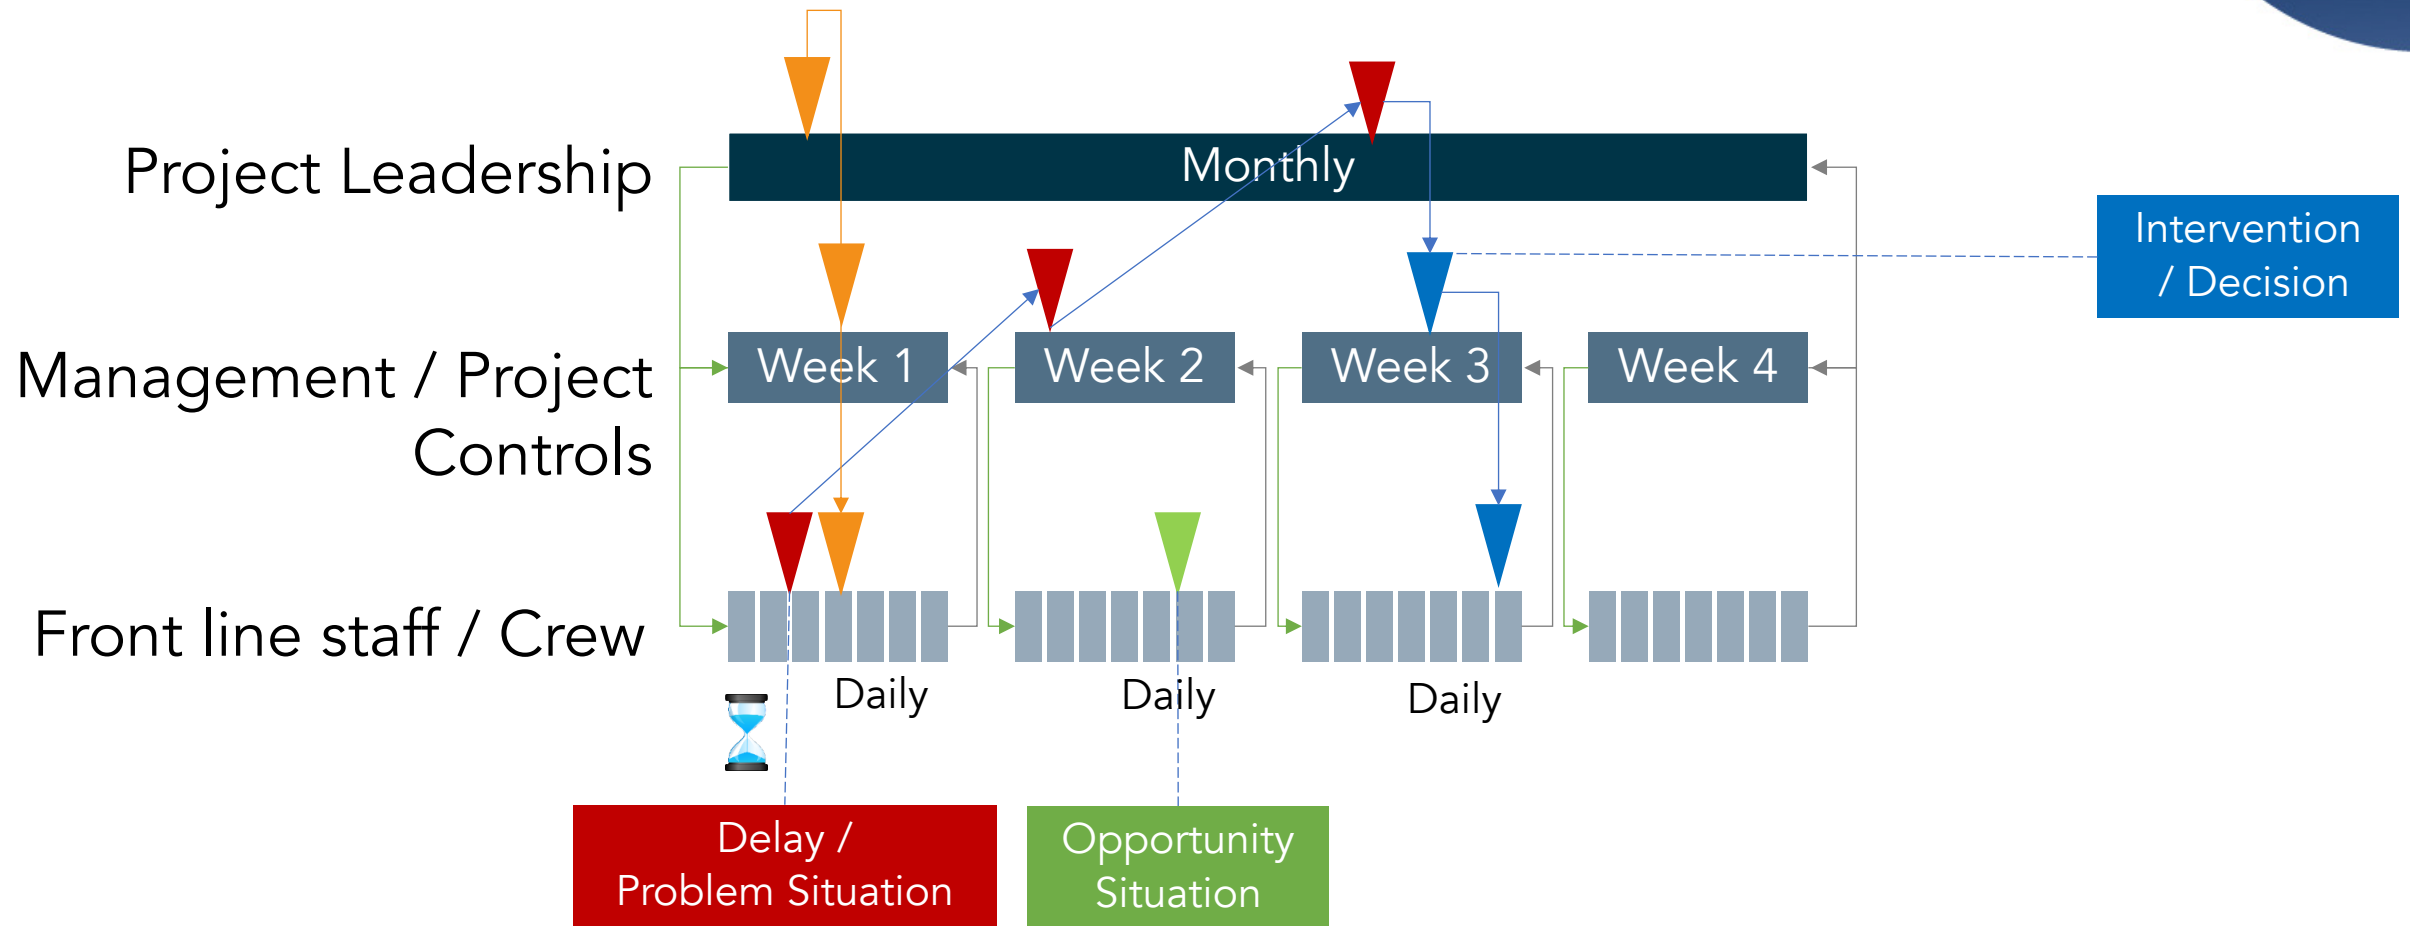 Project Leadership
Monthly
Intervention
/ Decision
Management / Project
Controls
Week 1
Week 2
Week 3
Week 4
Front line staff / Crew
Daily
Daily
Daily
Delay /
Problem Situation
Opportunity
Situation